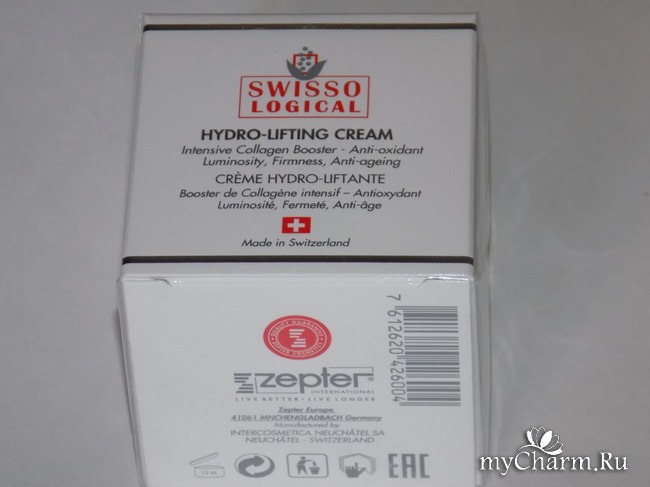 SWISSO
LOGICAL
HYDRO-LIFTING CREAM
Intensive Collagen Booster - Anti-oxidant
Luminosity, Firmness, Anti-ageing
CRÈME HYDRO-LIFTANTE
Booster de Collagène intensif – Antioxydant
Luminosité, Fermeté, Anti-âge
Made in Switzerland
zepter®
INTERNATIONAL
LIVE BETTER - LIVE LONGER
Zepter Europe
41061 MNCHENGLADBACH Germany
Manufactured by
INTERCOSMETICA NEUCHÂTEL SA
NEUCHÂTEL - SWITZERLAND
12 M
EAC
7 612620 426004
myCharm.Ru